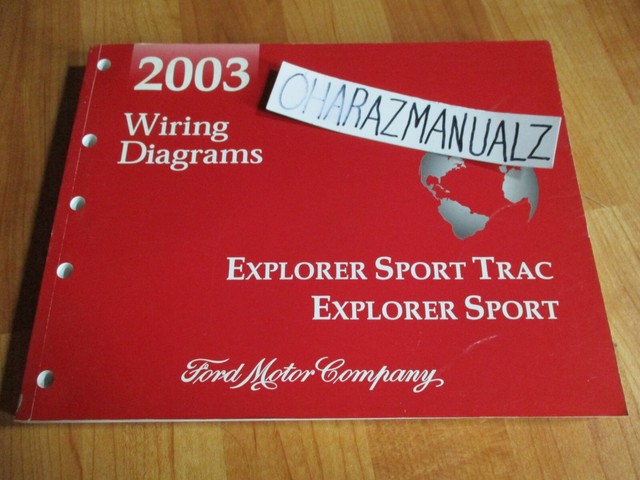 2003
OHARAZMANUALZ
Wiring
Diagrams
EXPLORER SPORT TRAC
EXPLORER SPORT
Ford Motor Company